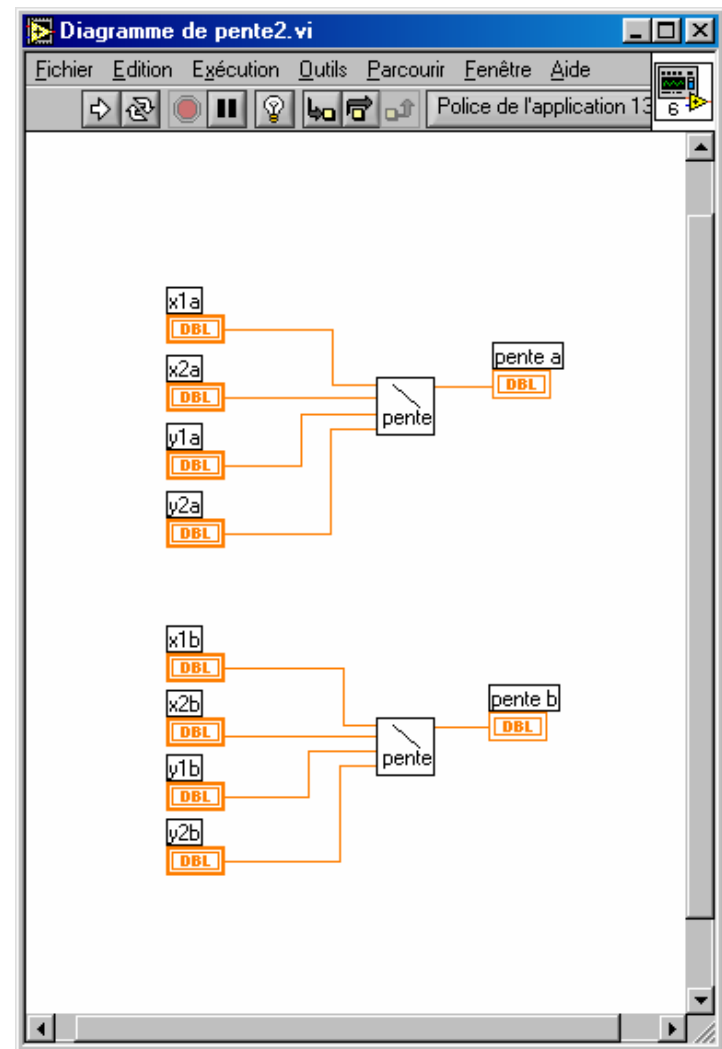 Diagramme de pente2.vi
Fichier Edition Exécution Outils Parcourir Fenêtre Aide
Police de l'application 13
6
x1a
DBL
x2a
DBL
y1a
DBL
y2a
DBL
pente
pente a
DBL
x1b
DBL
x2b
DBL
y1b
DBL
y2b
DBL
pente
pente b
DBL